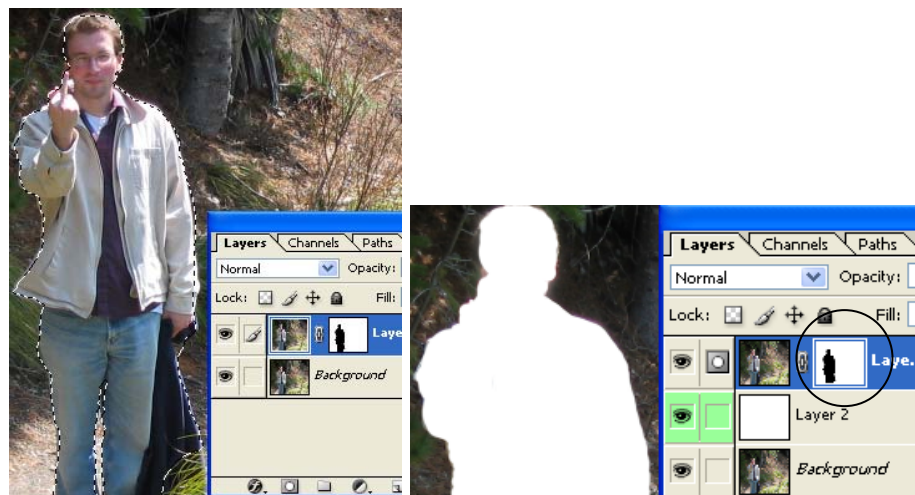 Layers Channels Paths
Normal Opacity:
Lock: Fill:
Laye
Background
Layers Channels Paths
Normal Opacity:
Lock: Fill:
Laye.
Layer 2
Background